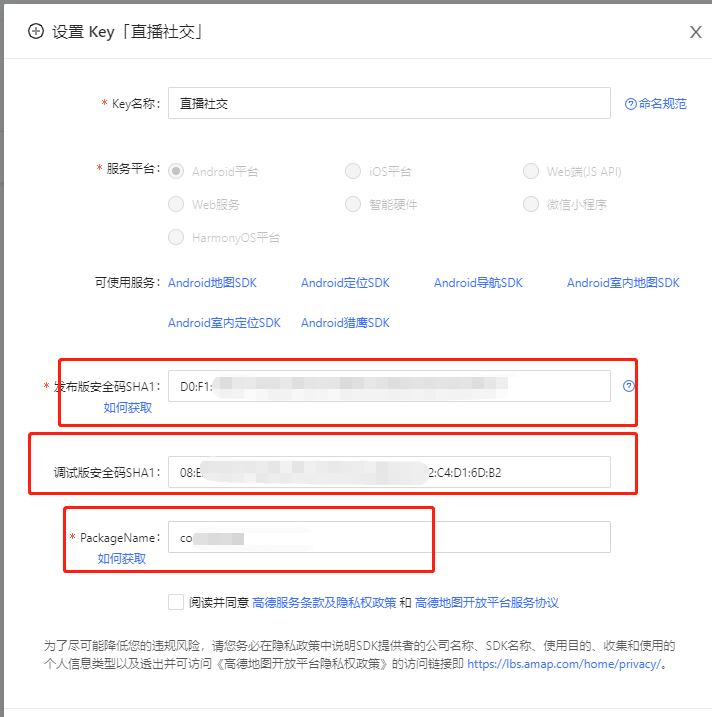 设置 Key「直播社交」
* Key名称: 直播社交 命名规范
* 服务平台: Android平台 iOS平台 Web端(JS API)
Web服务 智能硬件 微信小程序
HarmonyOS平台
可使用服务: Android地图SDK Android定位SDK Android导航SDK Android室内地图SDK
Android室内定位SDK Android猎鹰SDK
* 发布版安全码SHA1: D0:F1:
如何获取
调试版安全码SHA1: 08: :C4:D1:6D:B2
* PackageName: co
如何获取
阅读并同意 高德服务条款及隐私权政策 和 高德地图开放平台服务协议
为了尽可能降低您的违规风险，请您务必在隐私政策中说明SDK提供者的公司名称、SDK名称、使用目的、收集和使用的
个人信息类型以及透出并可访问《高德地图开放平台隐私权政策》的访问链接即 https://lbs.amap.com/home/privacy/。